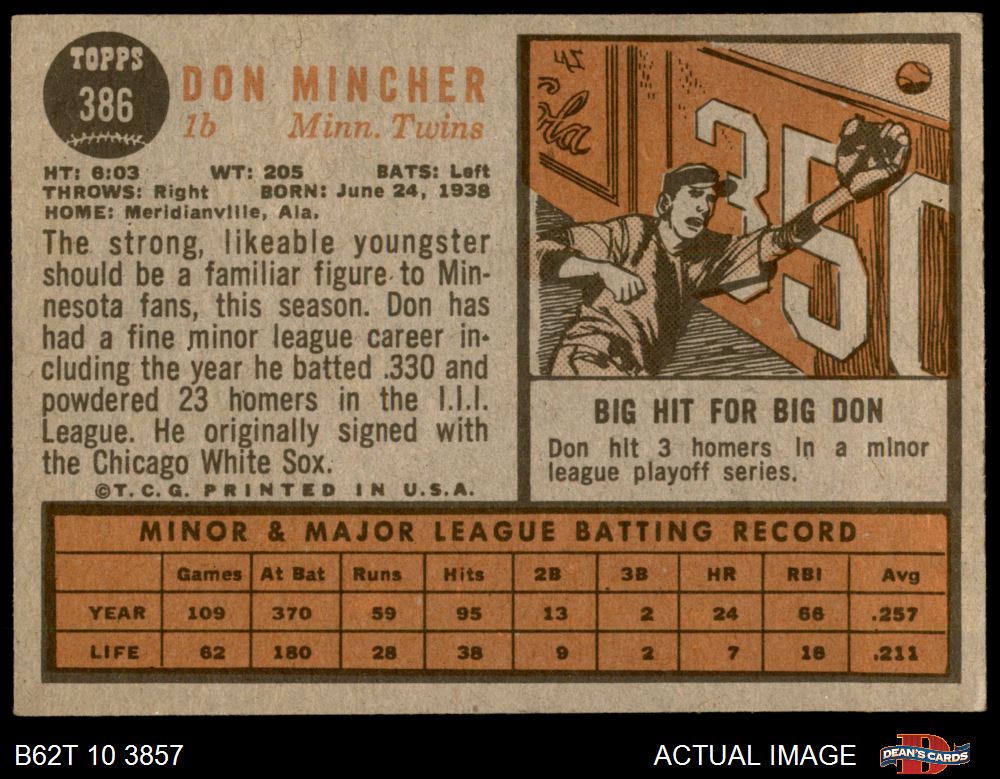 TOPPS
386
DON MINCHER
1b Minn. Twins
HT: 6:03 WT: 205 BATS: Left
THROWS: Right BORN: June 24, 1938
HOME: Meridianville, Ala.
The strong, likeable youngster
should be a familiar figure to Min-
nesota fans, this season. Don has
had a fine minor league career in-
cluding the year he batted .330 and
powdered 23 homers in the I.I.I.
League. He originally signed with
the Chicago White Sox.
©T.C.G. PRINTED IN U.S.A.
350
BIG HIT FOR BIG DON
Don hit 3 homers in a minor
league playoff series.
MINOR & MAJOR LEAGUE BATTING RECORD
Games At Bat Runs Hits 2B 3B HR RBI Avg
YEAR 109 370 59 95 13 2 24 66 .257
LIFE 62 180 28 38 9 2 7 18 .211
B62T 10 3857 ACTUAL IMAGE DEAN'S CARDS